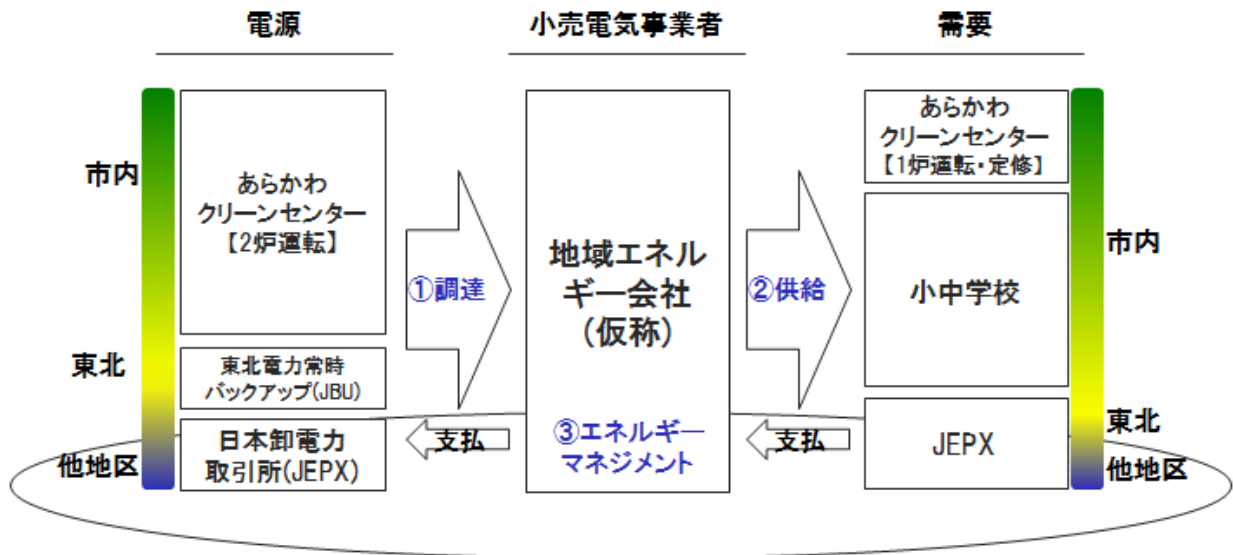 電源
小売電気事業者
需要
市内
東北
他地区
あらかわ
クリーンセンター
【2炉運転】
東北電力常時
バックアップ(JBU)
日本卸電力
取引所(JEPX)
①調達
支払
地域エネル
ギー会社
(仮称)
③エネルギー
マネジメント
②供給
支払
あらかわ
クリーンセンター
【1炉運転・定修】
小中学校
JEPX
市内
東北
他地区